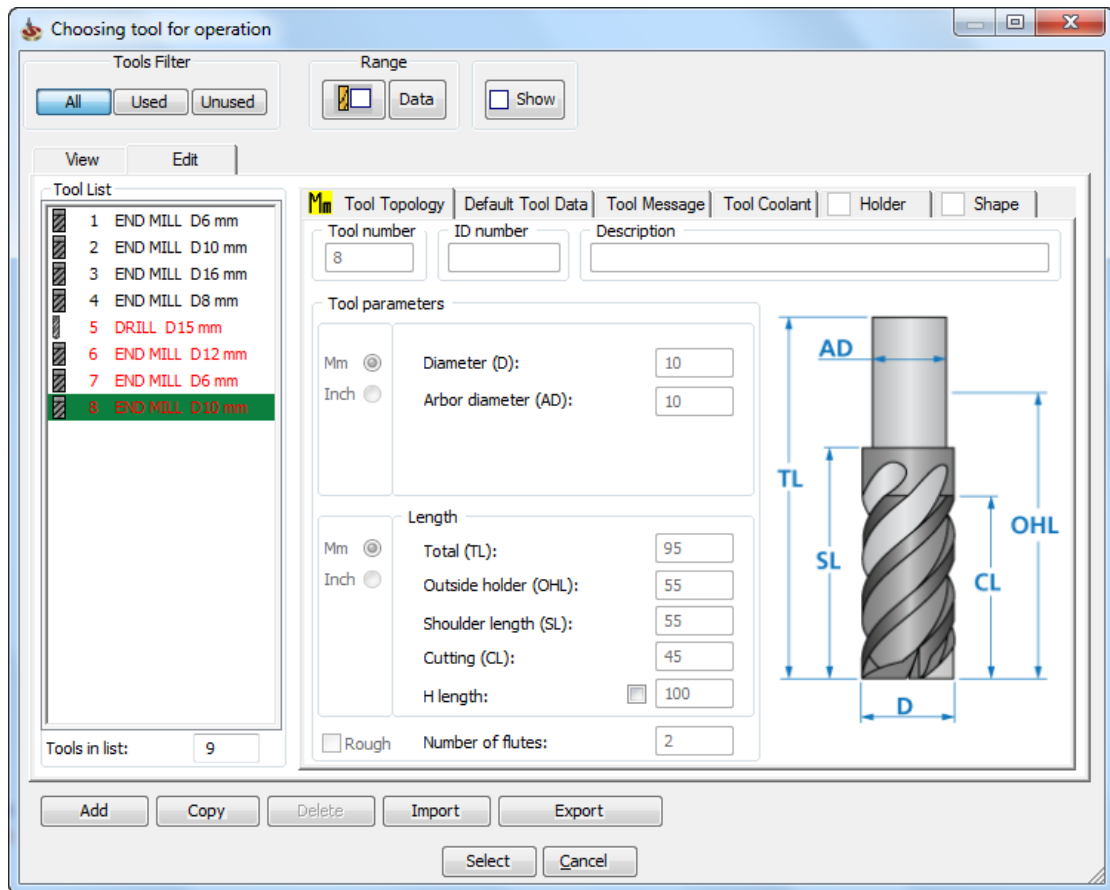 Choosing tool for operation
Tools Filter
Range
All Used Unused
Data
Show
View Edit
Tool List
1 END MILL D6 mm
2 END MILL D10 mm
3 END MILL D16 mm
4 END MILL D8 mm
5 DRILL D15 mm
6 END MILL D12 mm
7 END MILL D6 mm
8 END MILL D10 mm
Tools in list: 9
Mm Tool Topology Default Tool Data Tool Message Tool Coolant Holder Shape
Tool number ID number Description
8
Tool parameters
Mm Diameter (D): 10
Inch Arbor diameter (AD): 10
Length
Mm Total (TL): 95
Inch Outside holder (OHL): 55
Shoulder length (SL): 55
Cutting (CL): 45
H length: 100
Rough Number of flutes: 2
AD
TL
OHL
SL
CL
D
Add Copy Delete Import Export
Select Cancel